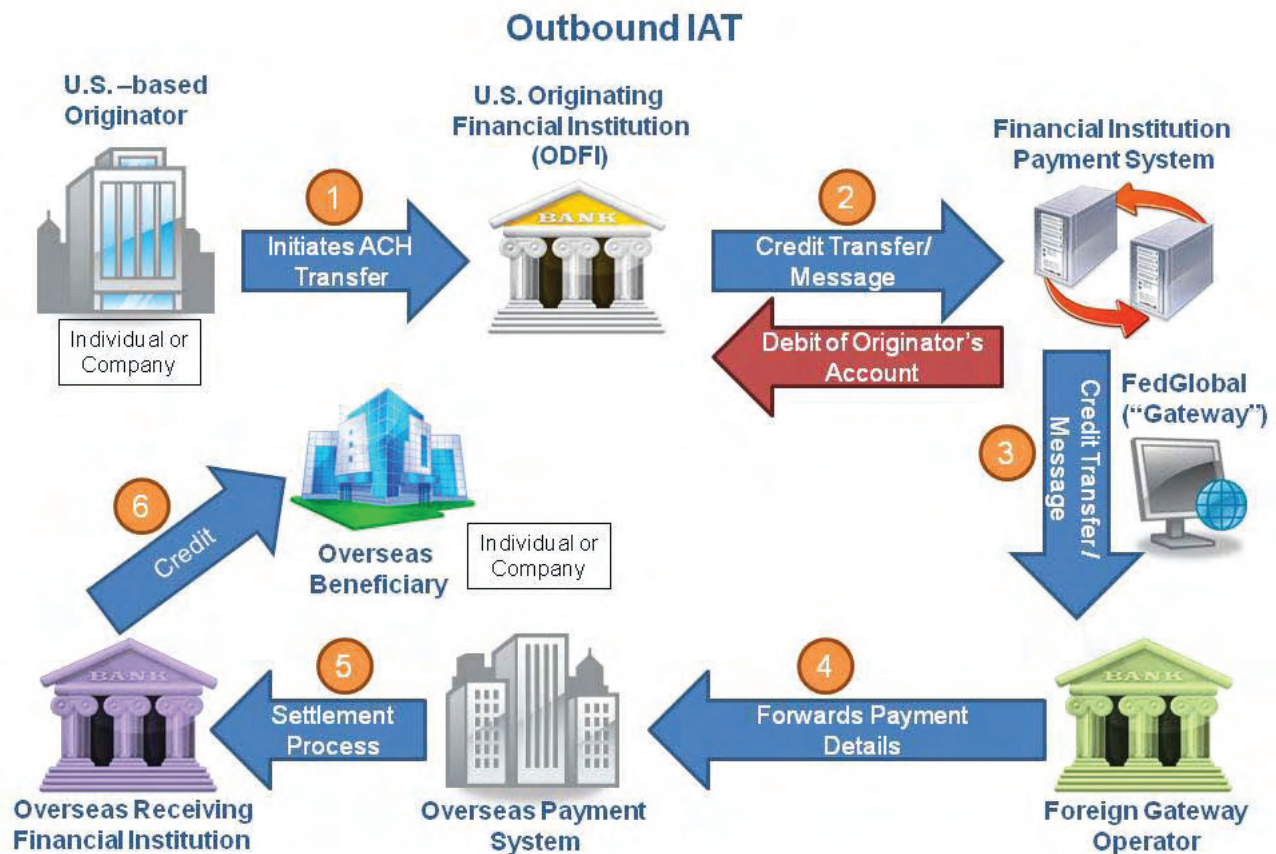 Outbound IAT
U.S. –based
Originator
Individual or
Company
1
Initiates ACH
Transfer
U.S. Originating
Financial Institution
(ODFI)
BANK
2
Credit Transfer/
Message
Debit of Originator's
Account
Financial Institution
Payment System
FedGlobal
("Gateway")
3
Credit Transfer /
Message
BANK
Foreign Gateway
Operator
4
Forwards Payment
Details
Overseas Payment
System
5
Settlement
Process
BANK
Overseas Receiving
Financial Institution
6
Credit
Overseas
Beneficiary
Individual or
Company